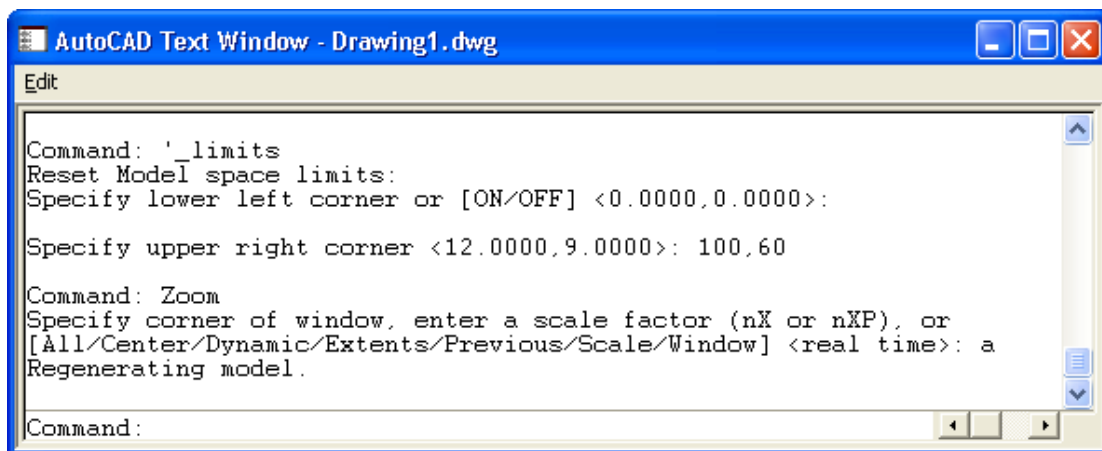 AutoCAD Text Window - Drawing1.dwg
Edit
Command: '_limits
Reset Model space limits:
Specify lower left corner or [ON/OFF] <0.0000,0.0000>:
Specify upper right corner <12.0000,9.0000>: 100,60
Command: Zoom
Specify corner of window, enter a scale factor (nX or nXP), or
[All/Center/Dynamic/Extents/Previous/Scale/Window] <real time>: a
Regenerating model.
Command: